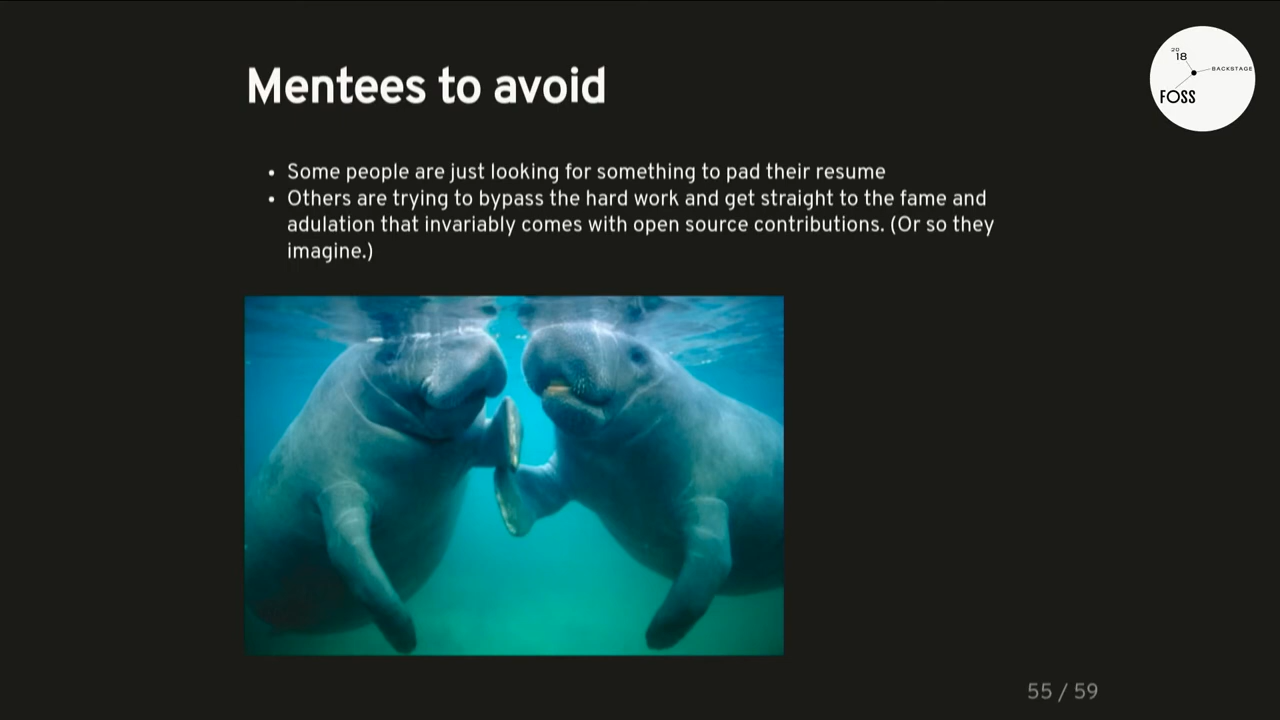 Mentees to avoid
20
18
BACKSTAGE
FOSS
• Some people are just looking for something to pad their resume
• Others are trying to bypass the hard work and get straight to the fame and
adulation that invariably comes with open source contributions. (Or so they
imagine.)
55 / 59